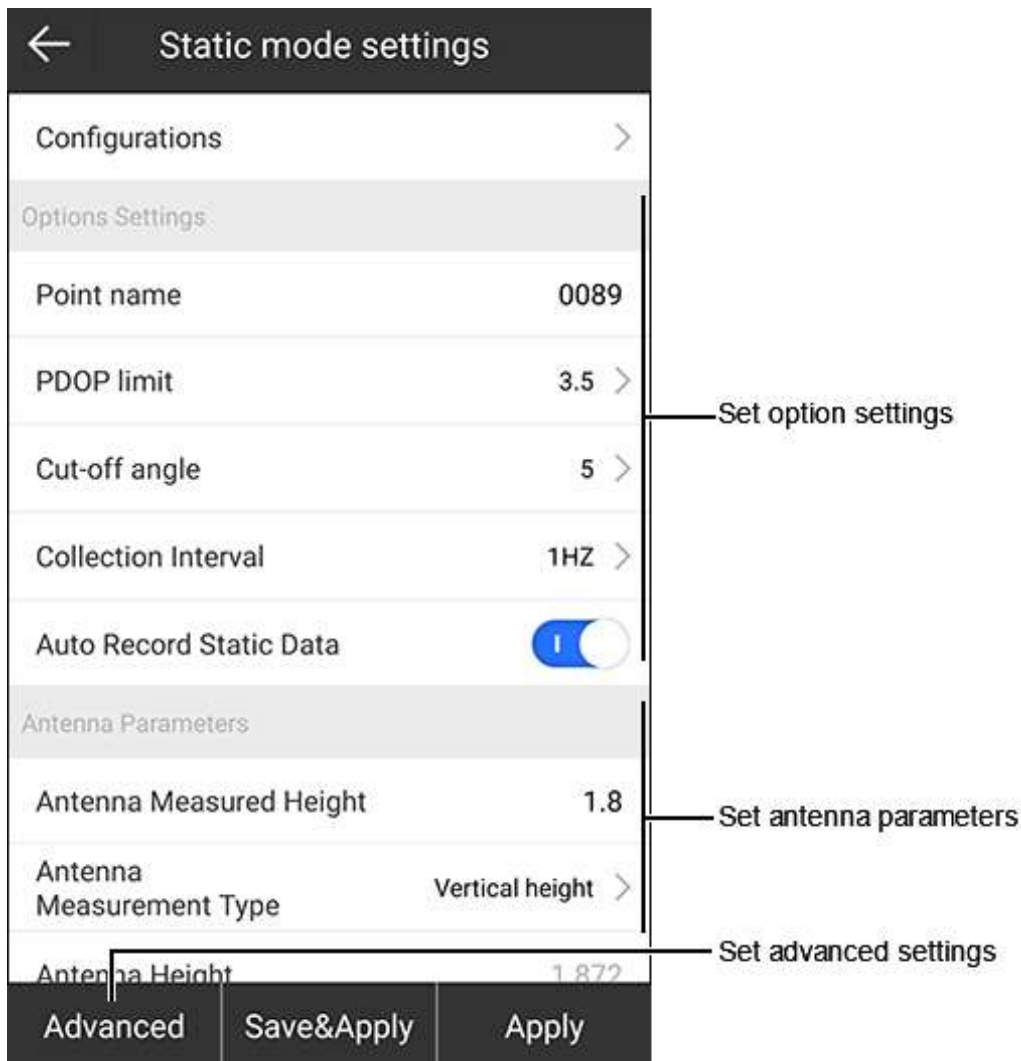 Static mode settings
Configurations
Options Settings
Point name 0089
PDOP limit 3.5
Set option settings
Cut-off angle 5
Collection Interval 1HZ
Auto Record Static Data
Antenna Parameters
Antenna Measured Height 1.8
Set antenna parameters
Antenna
Measurement Type Vertical height
Set advanced settings
Antenna Height 1.872
Advanced Save&Apply Apply